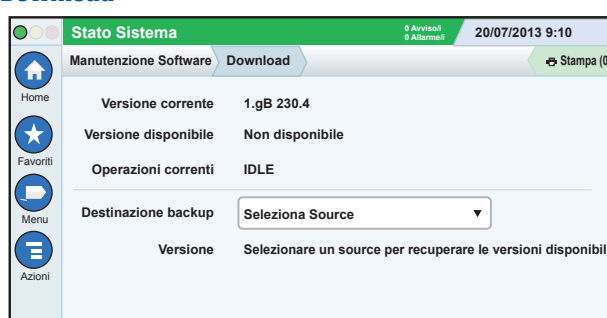 Stato Sistema
0 Avviso/i
0 Allarme/i
20/07/2013 9:10
Manutenzione Software
Download
Stampa (0
Home
Versione corrente
1.gB 230.4
Versione disponibile
Non disponibile
Favoriti
Operazioni correnti
IDLE
Menu
Destinazione backup
Seleziona Source
Versione
Selezionare un source per recuperare le versioni disponibil
Azioni